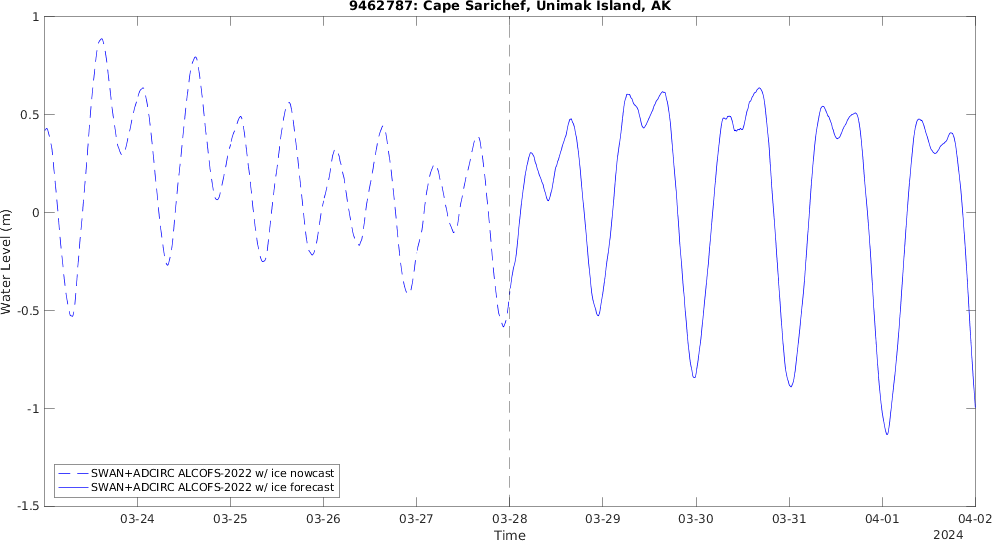 9462787: Cape Sarichef, Unimak Island, AK
Water Level (m)
1
0.5
0
-0.5
-1
-1.5
SWAN+ADCIRC ALCOFS-2022 w/ ice nowcast
SWAN+ADCIRC ALCOFS-2022 w/ ice forecast
03-24 03-25 03-26 03-27 03-28 03-29 03-30 03-31 04-01 04-02
Time
2024